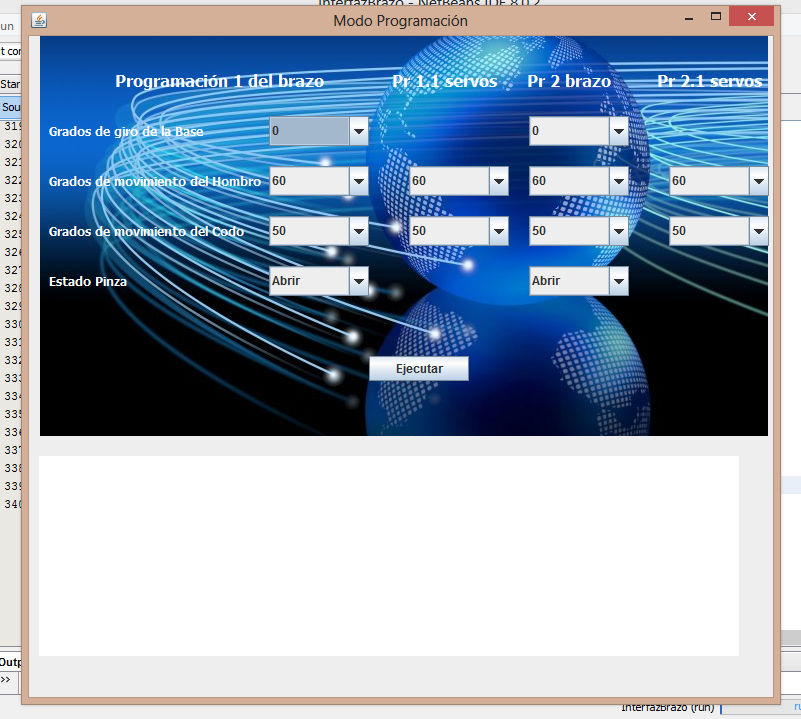 InterfazBrazo - NetBeans IDE 8.0.2
Modo Programación
un
Star
Sou
Programación 1 del brazo Pr 1.1 servos Pr 2 brazo Pr 2.1 servos
Grados de giro de la Base 0 0
Grados de movimiento del Hombro 60 60 60 60
Grados de movimiento del Codo 50 50 50 50
Estado Pinza Abrir Abrir
Ejecutar
319
320
321
322
323
324
325
326
327
328
329
330
331
332
333
334
335
336
337
338
339
340
Outp
>>
InterfazBrazo (run)